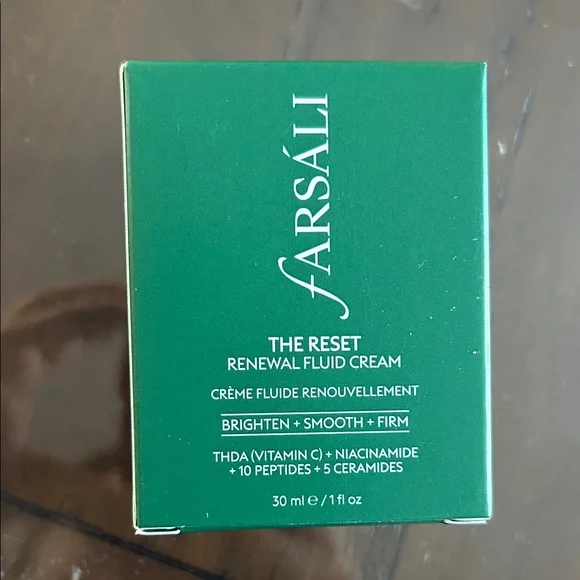 fARSÁLI
THE RESET
RENEWAL FLUID CREAM
CRÈME FLUIDE RENOUVELLEMENT
BRIGHTEN + SMOOTH + FIRM
THDA (VITAMIN C) + NIACINAMIDE
+ 10 PEPTIDES + 5 CERAMIDES
30 ml ℮ / 1 fl oz